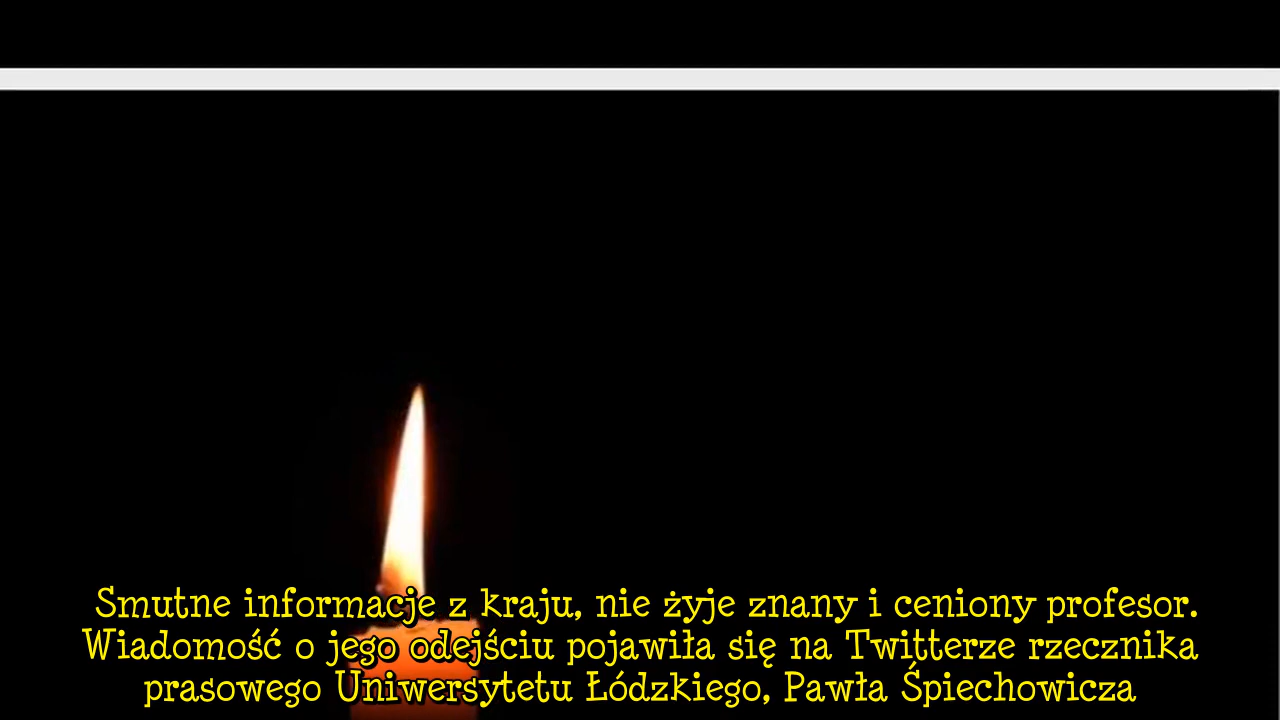 Smutne informacje z kraju, nie żyje znany i ceniony profesor.
Wiadomość o jego odejściu pojawiła się na Twitterze rzecznika
prasowego Uniwersytetu Łódzkiego, Pawła Śpiechowicza